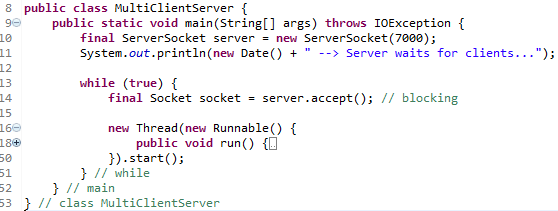 8 public class MultiClientServer {
9 public static void main(String[] args) throws IOException {
10 final ServerSocket server = new ServerSocket(7000);
11 System.out.println(new Date() + " --> Server waits for clients...");
12
13 while (true) {
14 final Socket socket = server.accept(); // blocking
15
16 new Thread(new Runnable() {
18 public void run() {
50 }).start();
51 } // while
52 } // main
53 } // class MultiClientServer